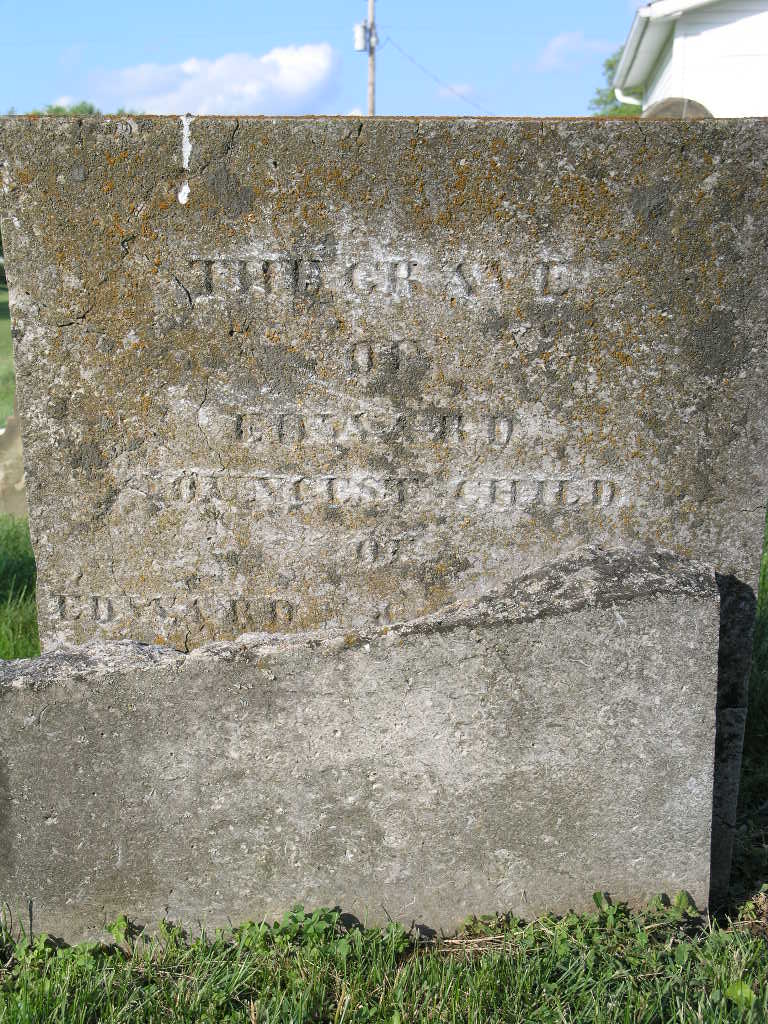 THE GRAVE
OF
EDWARD
YOUNGEST CHILD
OF
EDWARD